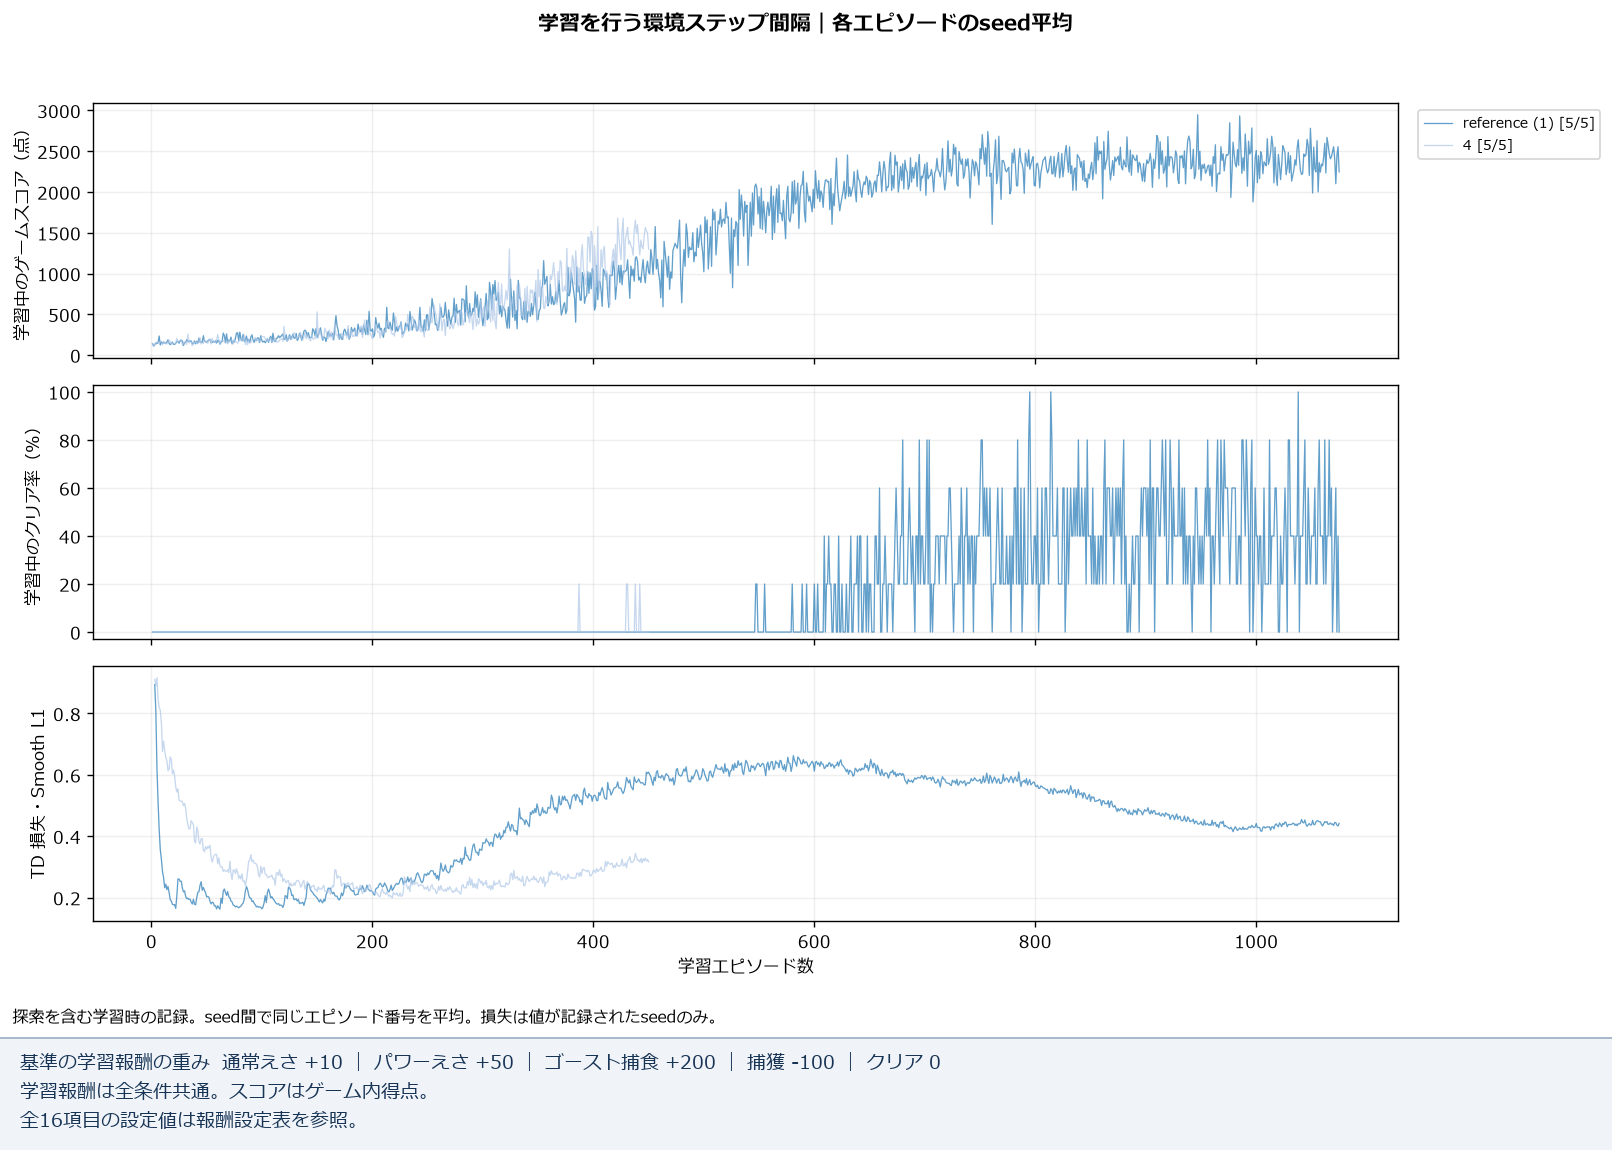 学習を行う環境ステップ間隔｜各エピソードのseed平均
reference (1) [5/5]
4 [5/5]
学習中のゲームスコア（点）
3000
2500
2000
1500
1000
500
0
学習中のクリア率（%）
100
80
60
40
20
0
TD 損失・Smooth L1
0.8
0.6
0.4
0.2
0 200 400 600 800 1000
学習エピソード数
探索を含む学習時の記録。seed間で同じエピソード番号を平均。損失は値が記録されたseedのみ。
基準の学習報酬の重み 通常えさ +10 ｜ パワーえさ +50 ｜ ゴースト捕食 +200 ｜ 捕獲 -100 ｜ クリア 0
学習報酬は全条件共通。スコアはゲーム内得点。
全16項目の設定値は報酬設定表を参照。